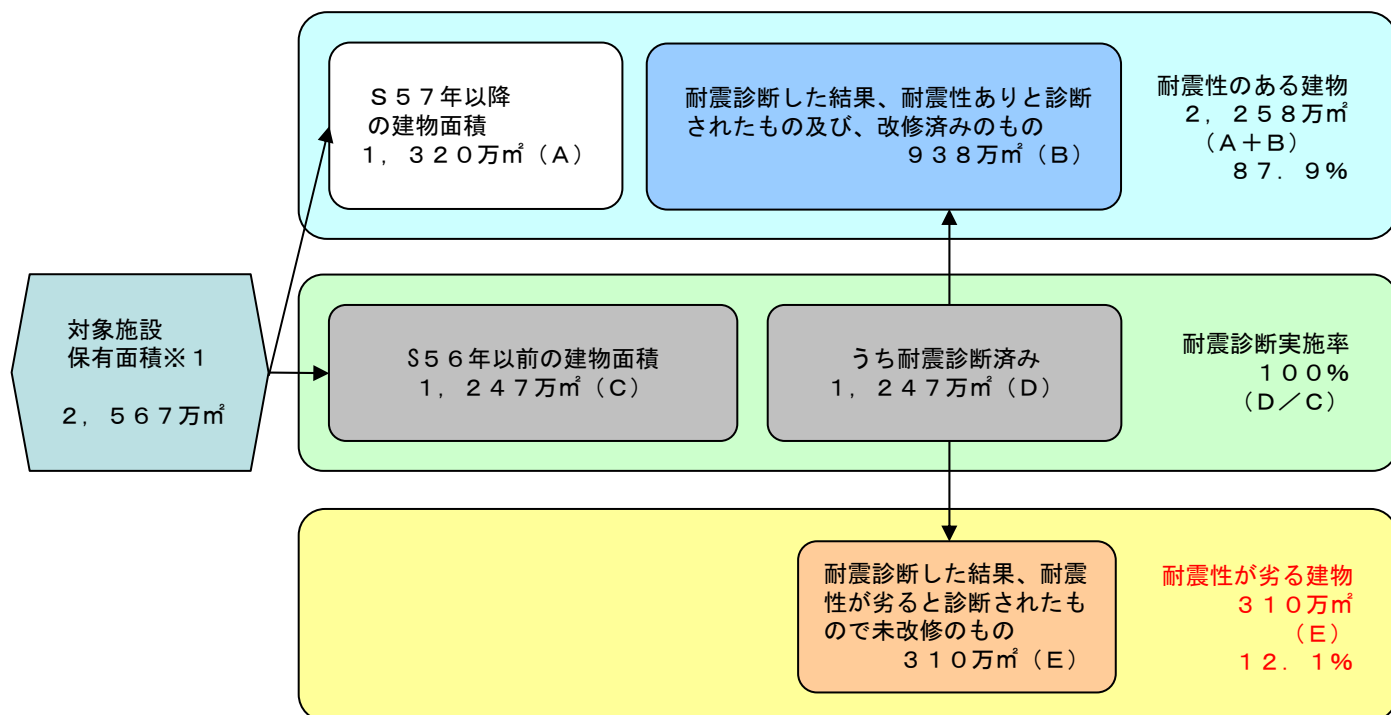 S57年以降
の建物面積
1,320万㎡(A)
耐震診断した結果、耐震性ありと診断
されたもの及び、改修済みのもの
938万㎡(B)
耐震性のある建物
2,258万㎡
(A+B)
87.9%
対象施設
保有面積※1
2,567万㎡
S56年以前の建物面積
1,247万㎡(C)
うち耐震診断済み
1,247万㎡(D)
耐震診断実施率
100%
(D/C)
耐震診断した結果、耐震
性が劣ると診断されたも
ので未改修のもの
310万㎡(E)
耐震性が劣る建物
310万㎡
(E)
12.1%